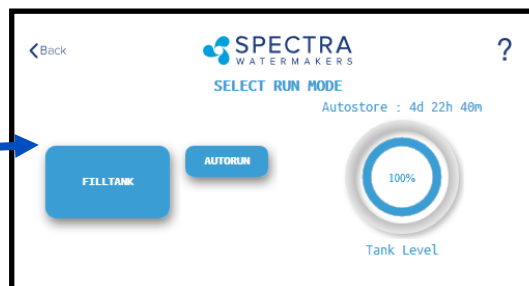 Back
SPECTRA
WATERMAKERS
?
SELECT RUN MODE
Autostore : 4d 22h 40m
FILLTANK
AUTORUN
100%
Tank Level